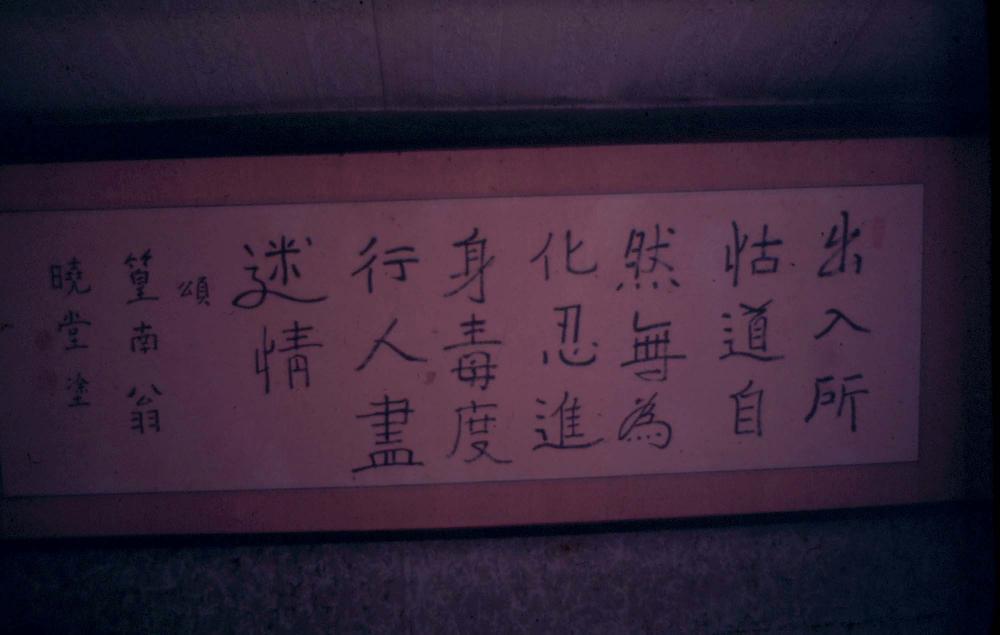 出入所
怙道自
然無為
化忍進
身毒度
行人盡
迷情
頌
篁南翁
曉堂塗